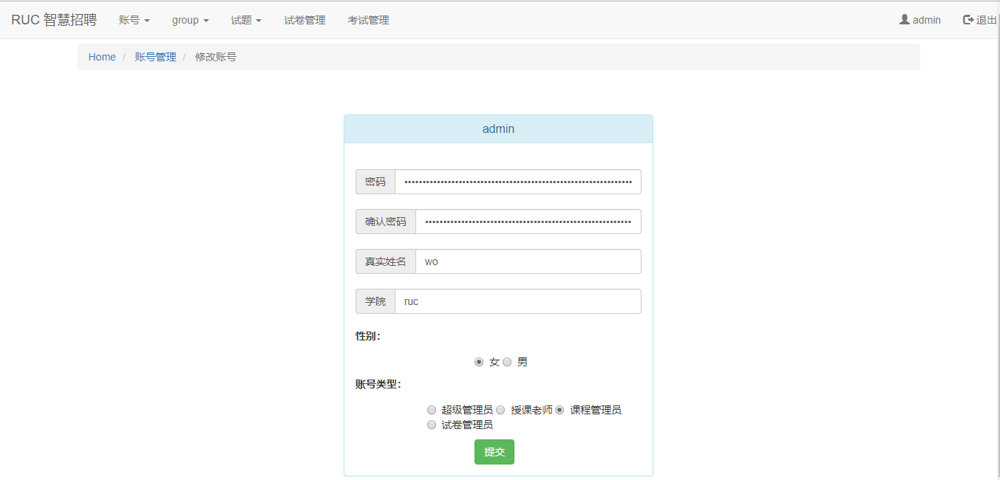 RUC 智慧招聘 账号 group 试题 试卷管理 考试管理 admin 退出
Home / 账号管理 / 修改账号
admin
密码 ••••••••••••••••••••••••••••••••••••••••••••••••••••••••••••••••
确认密码 ••••••••••••••••••••••••••••••••••••••••••••••••••••••••••
真实姓名 wo
学院 ruc
性别：
女 男
账号类型：
超级管理员 授课老师 课程管理员
试卷管理员
提交